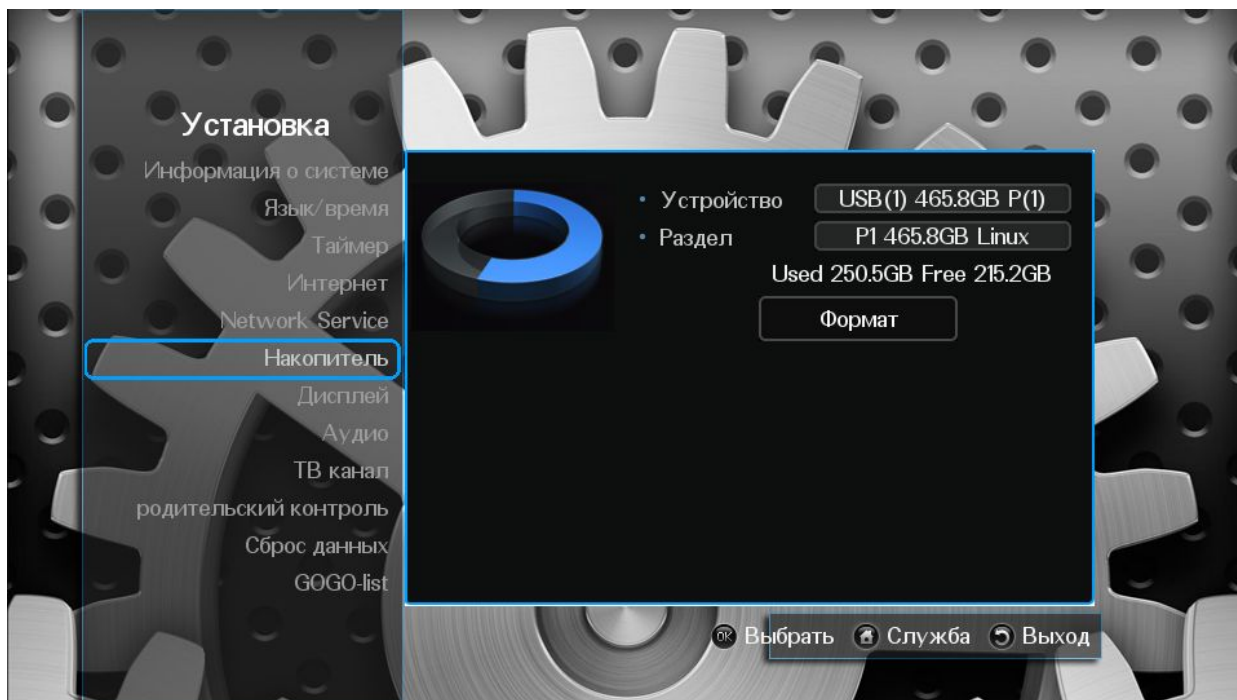 Установка
Информация о системе
Язык/время
Таймер
Интернет
Network Service
Накопитель
Дисплей
Аудио
ТВ канал
родительский контроль
Сброс данных
GOGO-list
• Устройство USB(1) 465.8GB P(1)
• Раздел P1 465.8GB Linux
Used 250.5GB Free 215.2GB
Формат
OK Выбрать Служба Выход